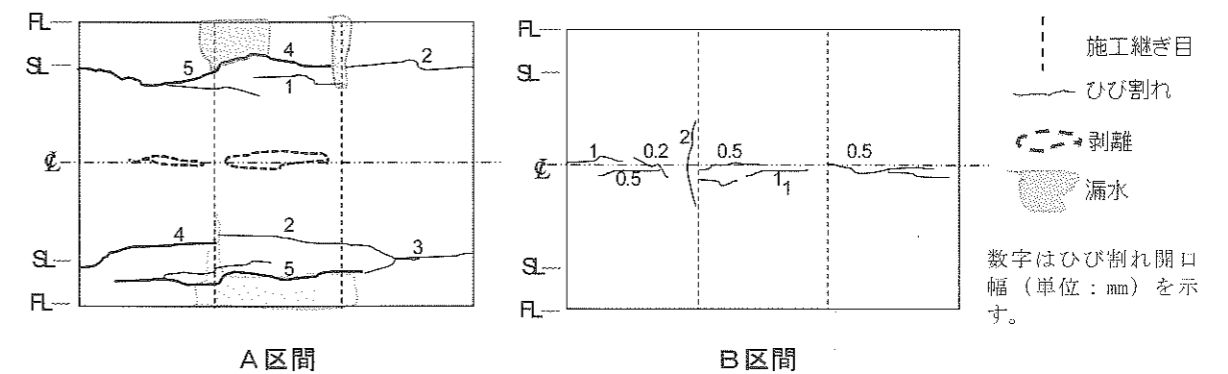 FL
SL
5
4
2
1
℄
4
2
3
SL
5
FL
A区間
FL
SL
℄
1
0.2
2
0.5
0.5
0.5
1
1
SL
FL
B区間
施工継ぎ目
ひび割れ
剥離
漏水
数字はひび割れ開口
幅（単位：㎜）を示
す。